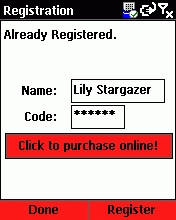 Registration
Already Registered.
Name: Lily Stargazer
Code: ******
Click to purchase online!
Done Register